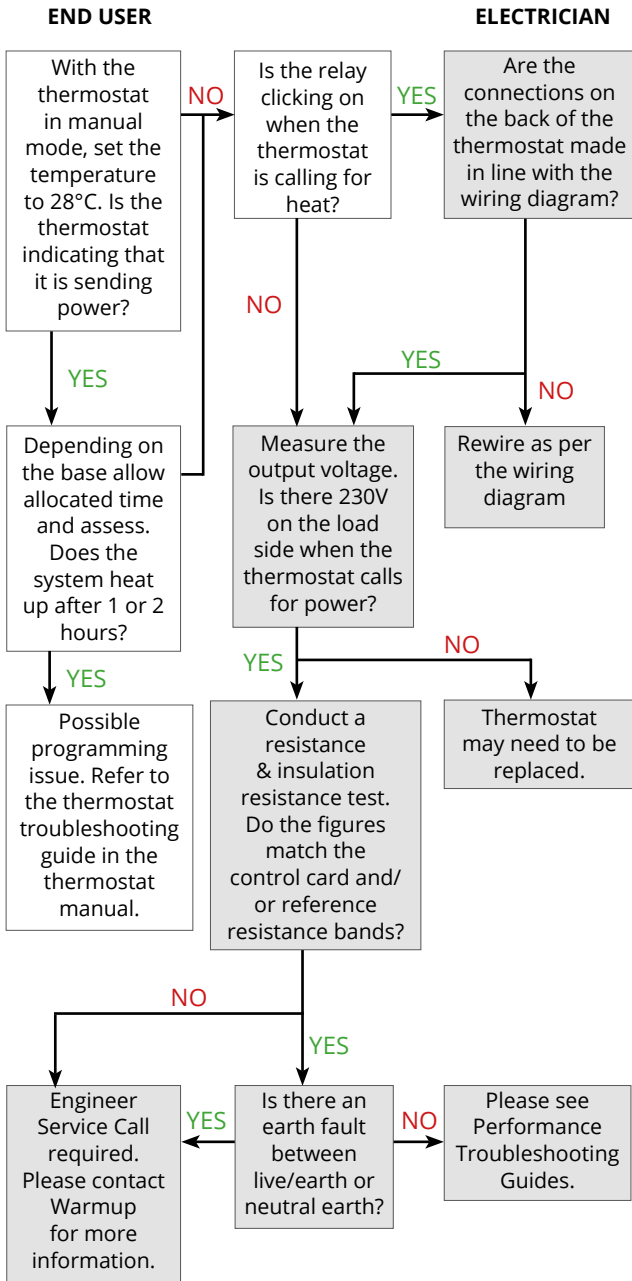 END USER
ELECTRICIAN
With the
thermostat
in manual
mode, set the
temperature
to 28°C. Is the
thermostat
indicating that
it is sending
power?
NO
Is the relay
clicking on
when the
thermostat
is calling for
heat?
YES
Are the
connections on
the back of the
thermostat made
in line with the
wiring diagram?
YES
NO
YES
NO
Depending on
the base allow
allocated time
and assess.
Does the
system heat
up after 1 or 2
hours?
Measure the
output voltage.
Is there 230V
on the load
side when the
thermostat calls
for power?
Rewire as per
the wiring
diagram
YES
YES
NO
Possible
programming
issue. Refer to
the thermostat
troubleshooting
guide in the
thermostat
manual.
Conduct a
resistance
& insulation
resistance test.
Do the figures
match the
control card and/
or reference
resistance bands?
Thermostat
may need to be
replaced.
NO
YES
Engineer
Service Call
required.
Please contact
Warmup
for more
information.
YES
Is there an
earth fault
between
live/earth or
neutral earth?
NO
Please see
Performance
Troubleshooting
Guides.